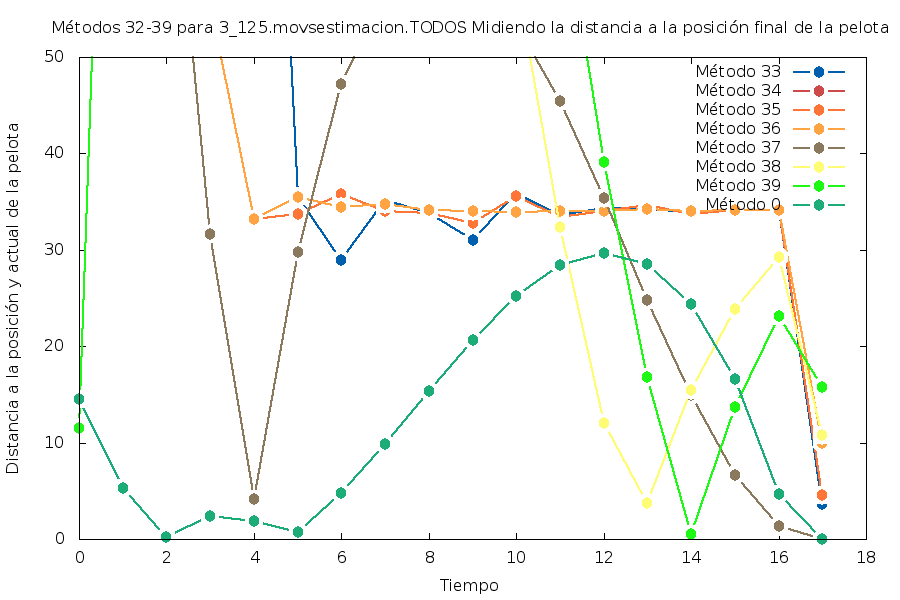 Métodos 32-39 para 3_125.movsestimacion.TODOS Midiendo la distancia a la posición final de la pelota
50
40
30
20
10
0
Distancia a la posición y actual de la pelota
Método 33
Método 34
Método 35
Método 36
Método 37
Método 38
Método 39
Método 0
0 2 4 6 8 10 12 14 16 18
Tiempo